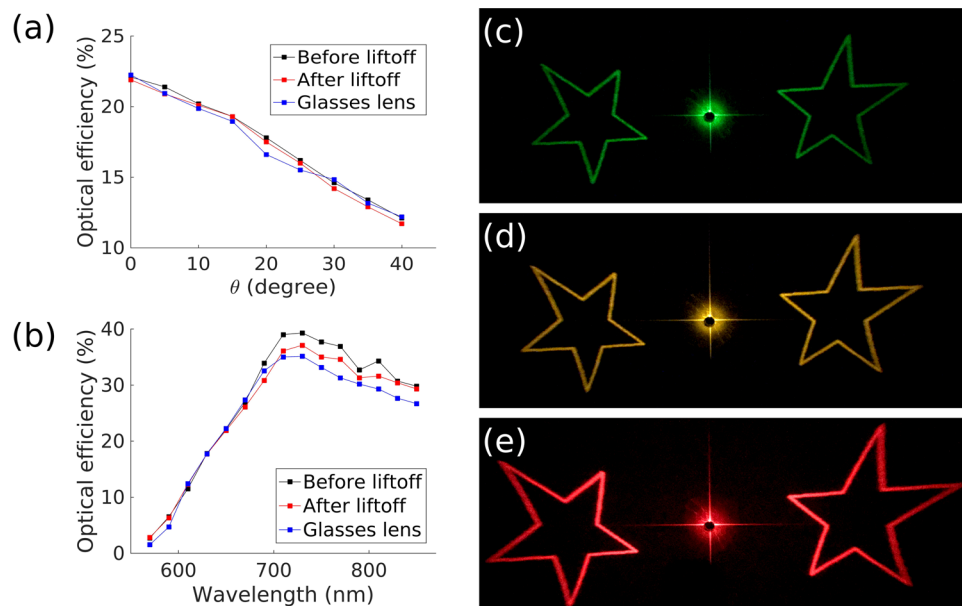 (a)
Optical efficiency (%)
25
20
15
10
Before liftoff
After liftoff
Glasses lens
0
10
20
30
40
θ (degree)
(b)
Optical efficiency (%)
40
30
20
10
0
Before liftoff
After liftoff
Glasses lens
600
700
800
Wavelength (nm)
(c)
(d)
(e)